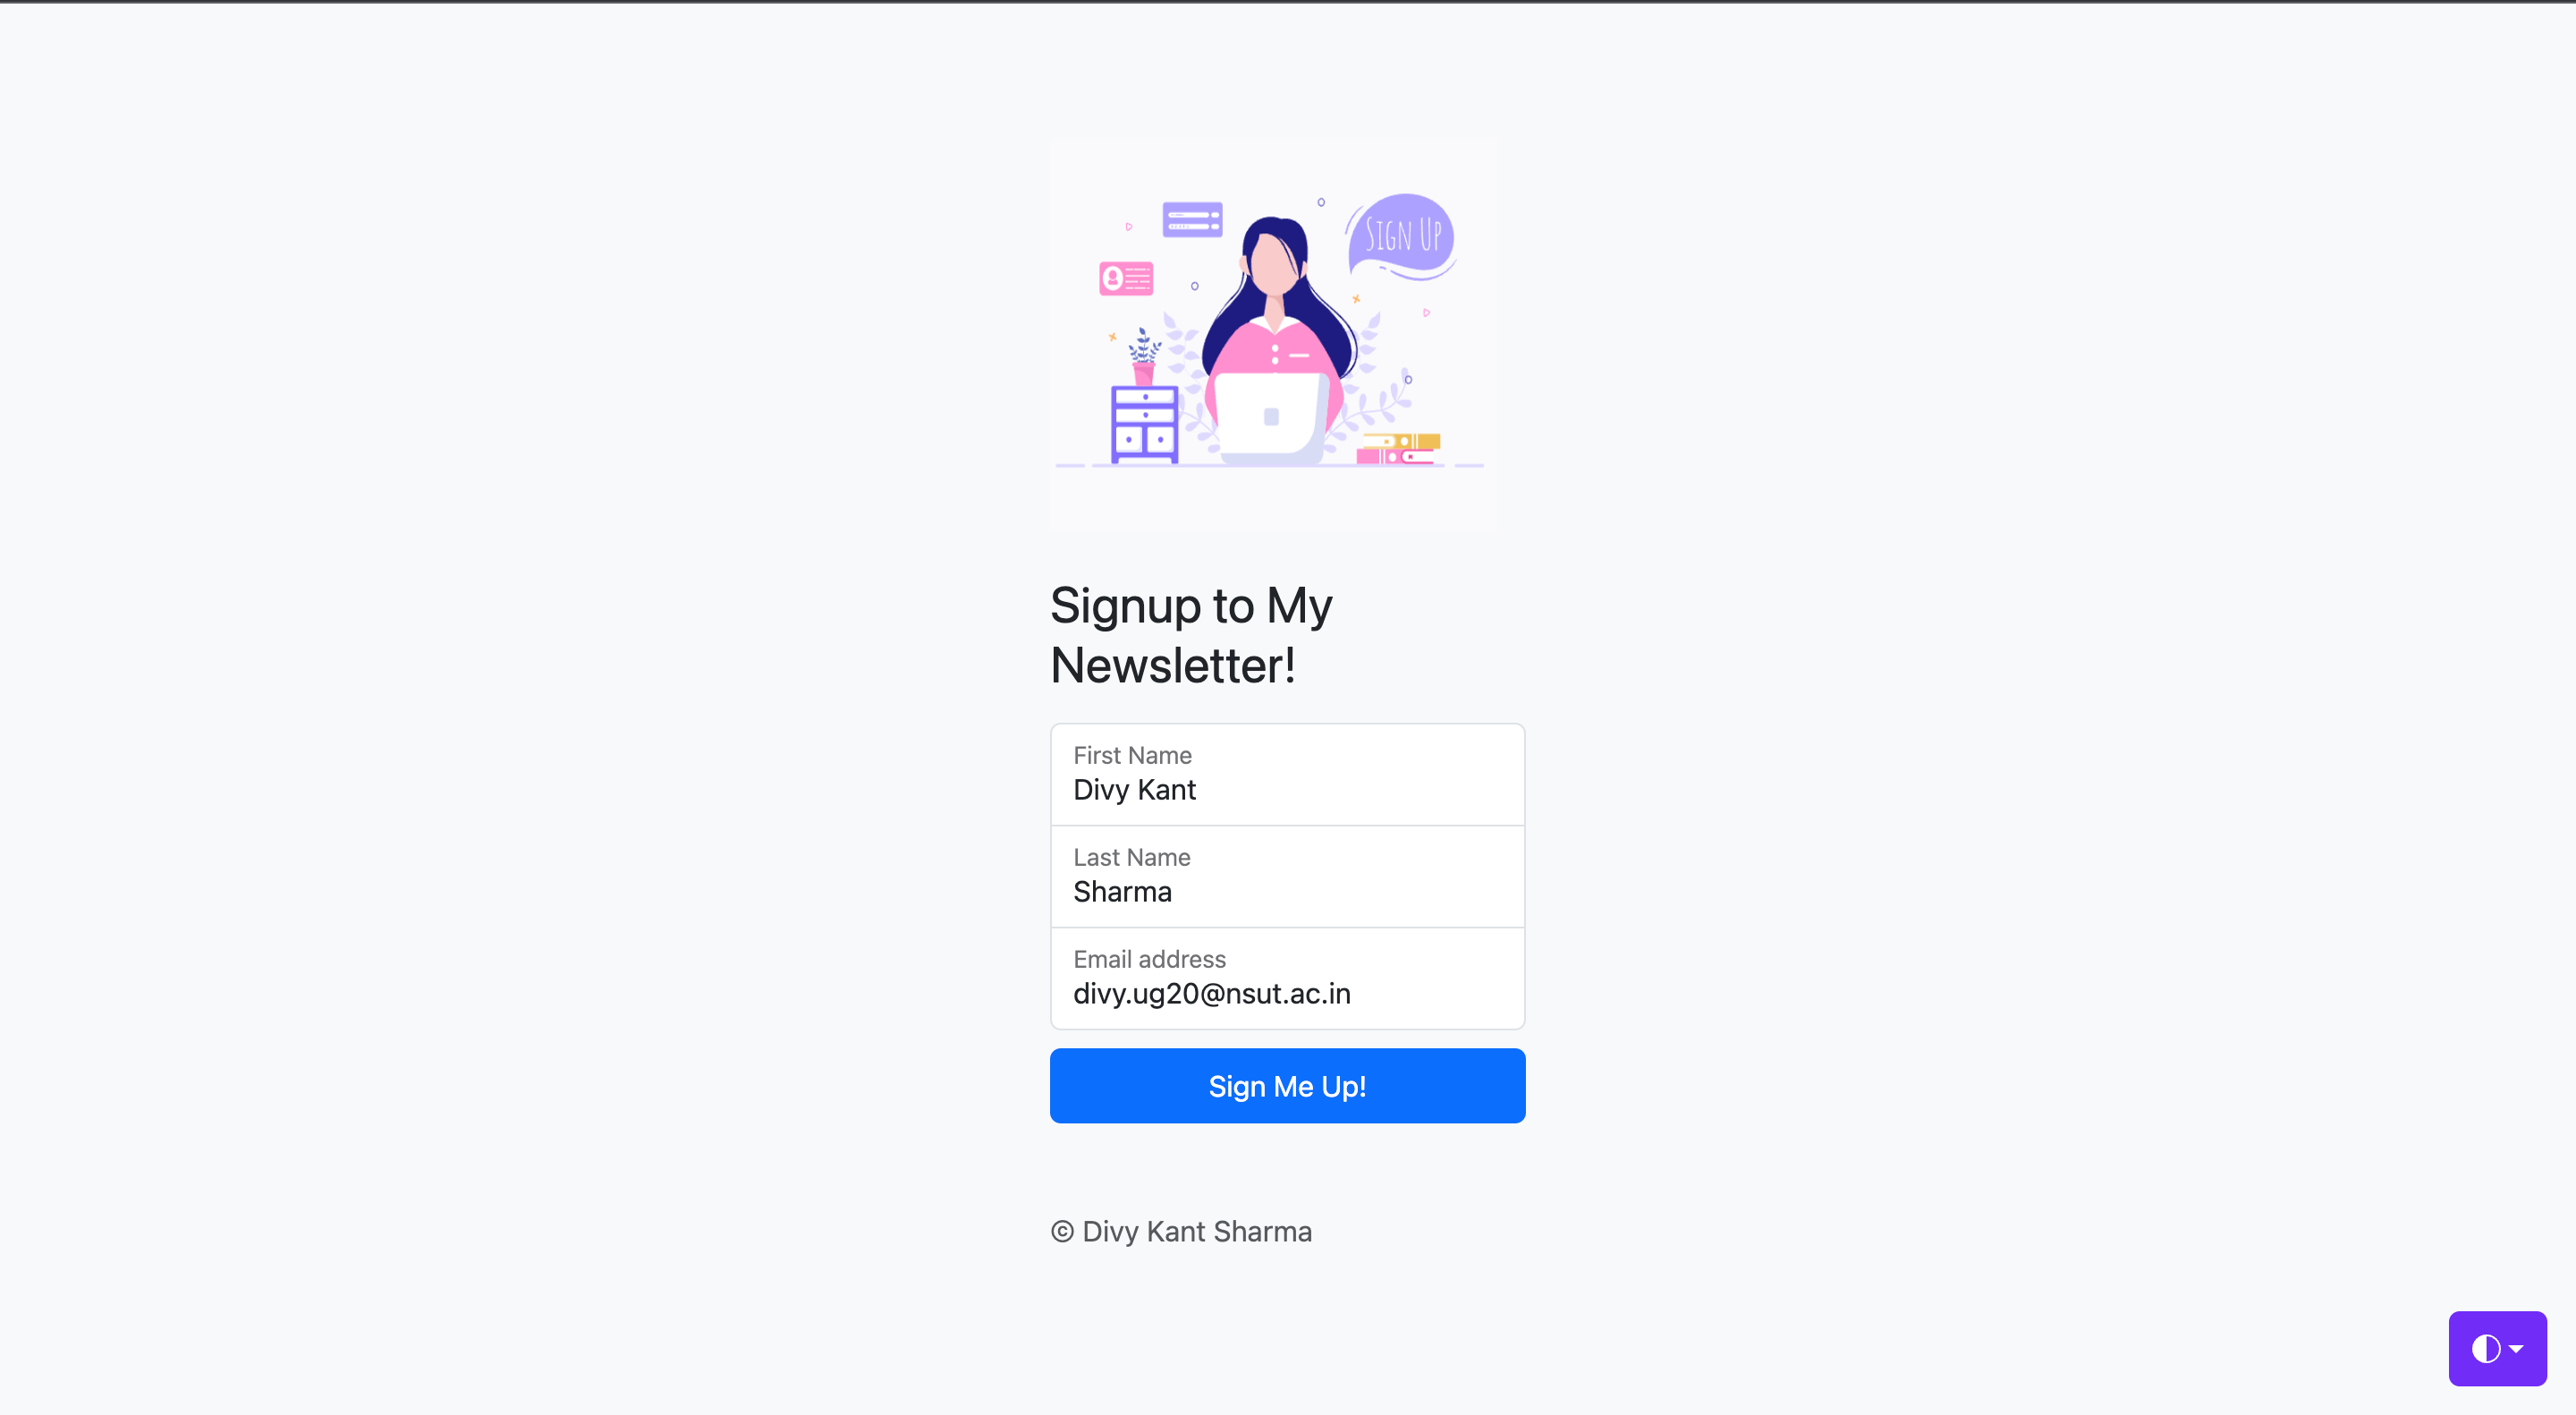 SIGN UP
Signup to My
Newsletter!
First Name
Divy Kant
Last Name
Sharma
Email address
divy.ug20@nsut.ac.in
Sign Me Up!
© Divy Kant Sharma